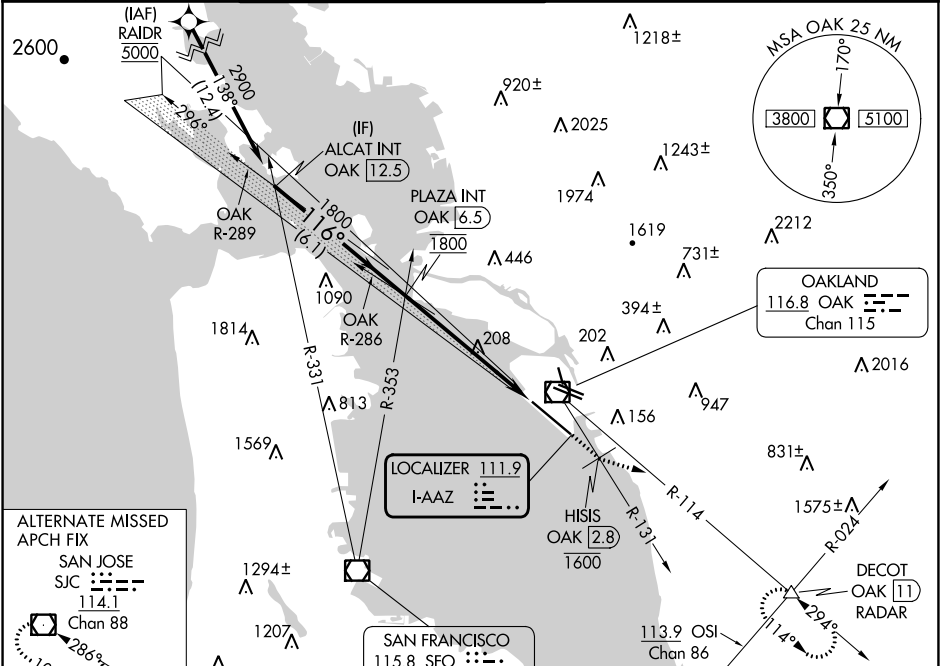 (IAF)
RAIDR
5000
2600
2900
138°
(12.4)
296°
1218±
MSA OAK 25 NM
170°
3800
5100
350°
920±
2025
(IF)
ALCAT INT
OAK 12.5
1243±
1974
PLAZA INT
OAK 6.5
1800
OAK
R-289
1800
116°
(6.1)
446
1619
2212
731±
1090
OAK
R-286
OAKLAND
116.8 OAK
Chan 115
394±
1814
208
202
2016
R-331
R-353
813
947
156
1569
LOCALIZER 111.9
I-AAZ
831±
HISIS
OAK 2.8
1600
R-131
R-114
1575±
R-024
ALTERNATE MISSED
APCH FIX
SAN JOSE
SJC
114.1
Chan 88
286°
1294±
1207
SAN FRANCISCO
115.8 SFO
DECOT
OAK 11
RADAR
294°
114°
113.9 OSI
Chan 86